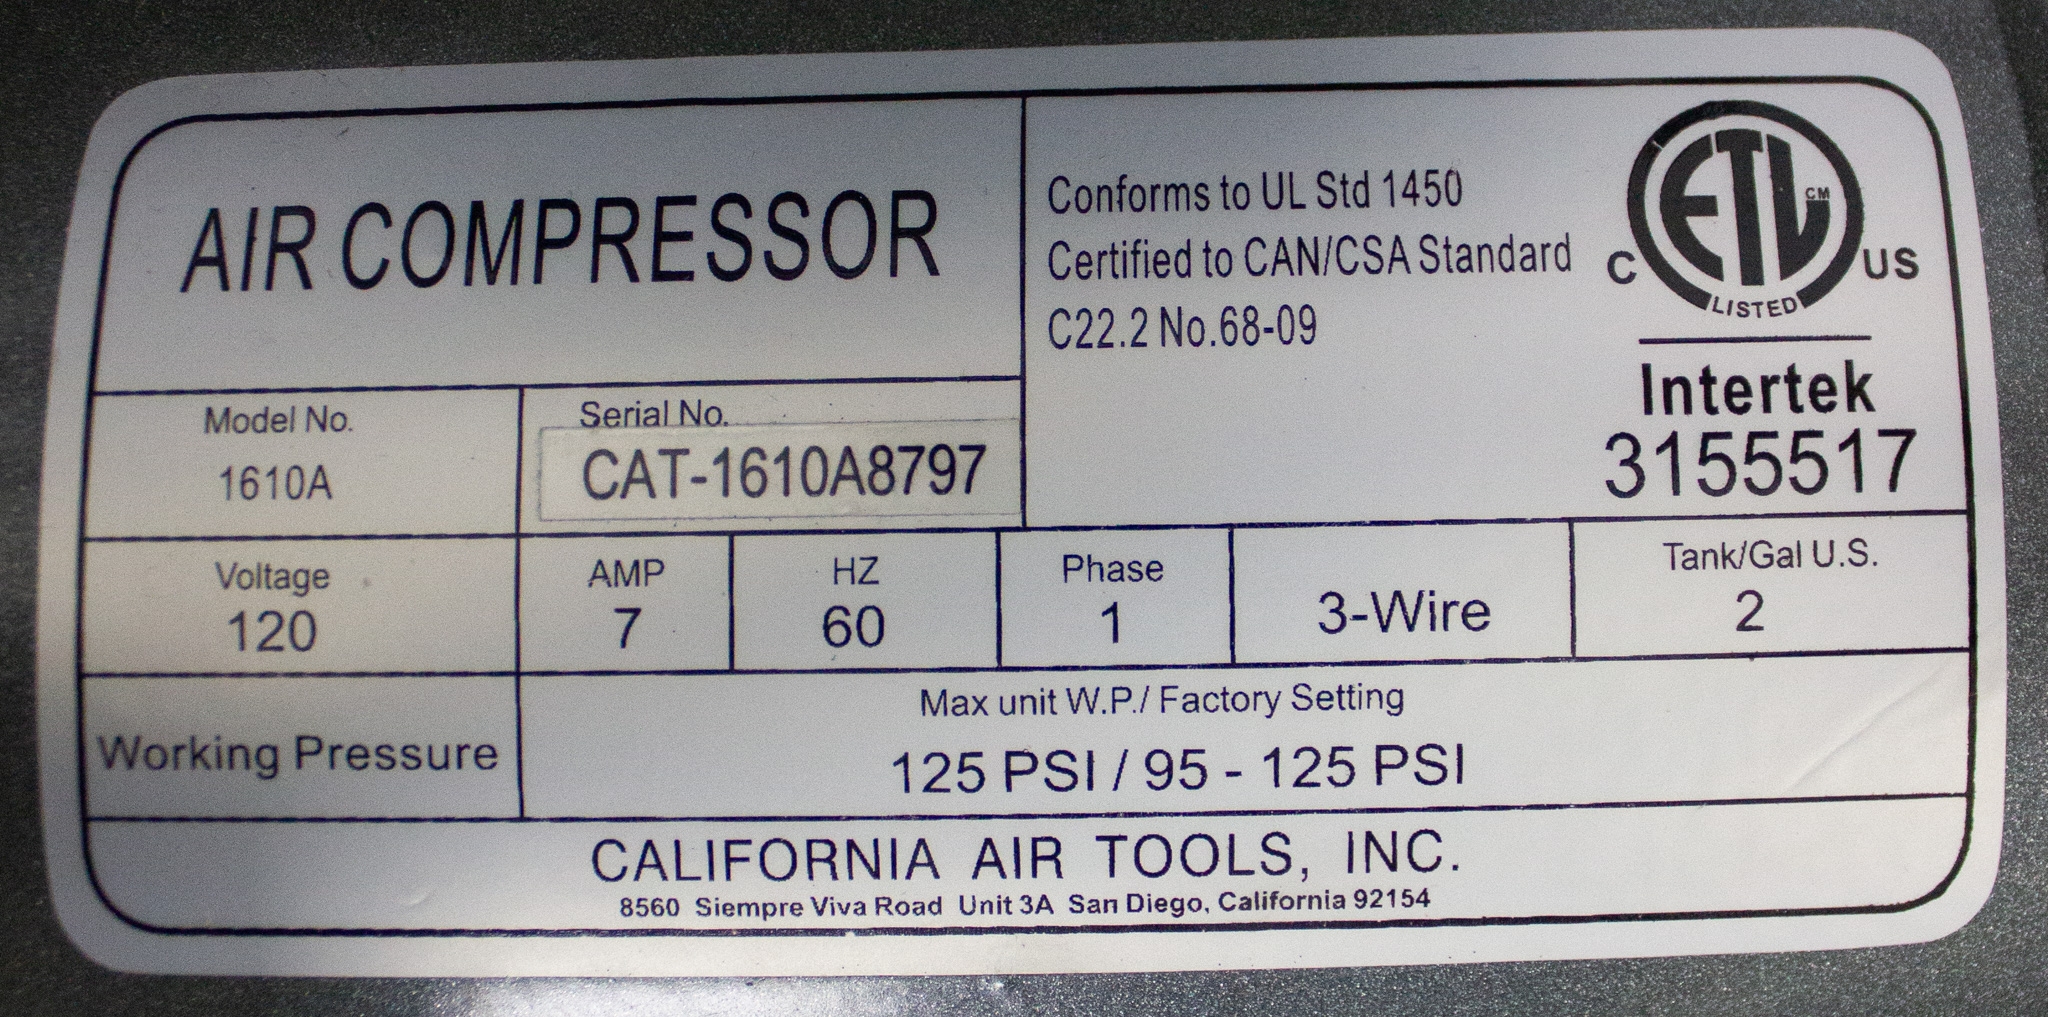 AIR COMPRESSOR
Conforms to UL Std 1450
Certified to CAN/CSA Standard
C22.2 No.68-09
ETL CM
C US
LISTED
Intertek
3155517
Model No.
1610A
Serial No.
CAT-1610A8797
Voltage
120
AMP
7
HZ
60
Phase
1
3-Wire
Tank/Gal U.S.
2
Working Pressure
Max unit W.P./ Factory Setting
125 PSI / 95 - 125 PSI
CALIFORNIA AIR TOOLS, INC.
8560 Siempre Viva Road Unit 3A San Diego, California 92154